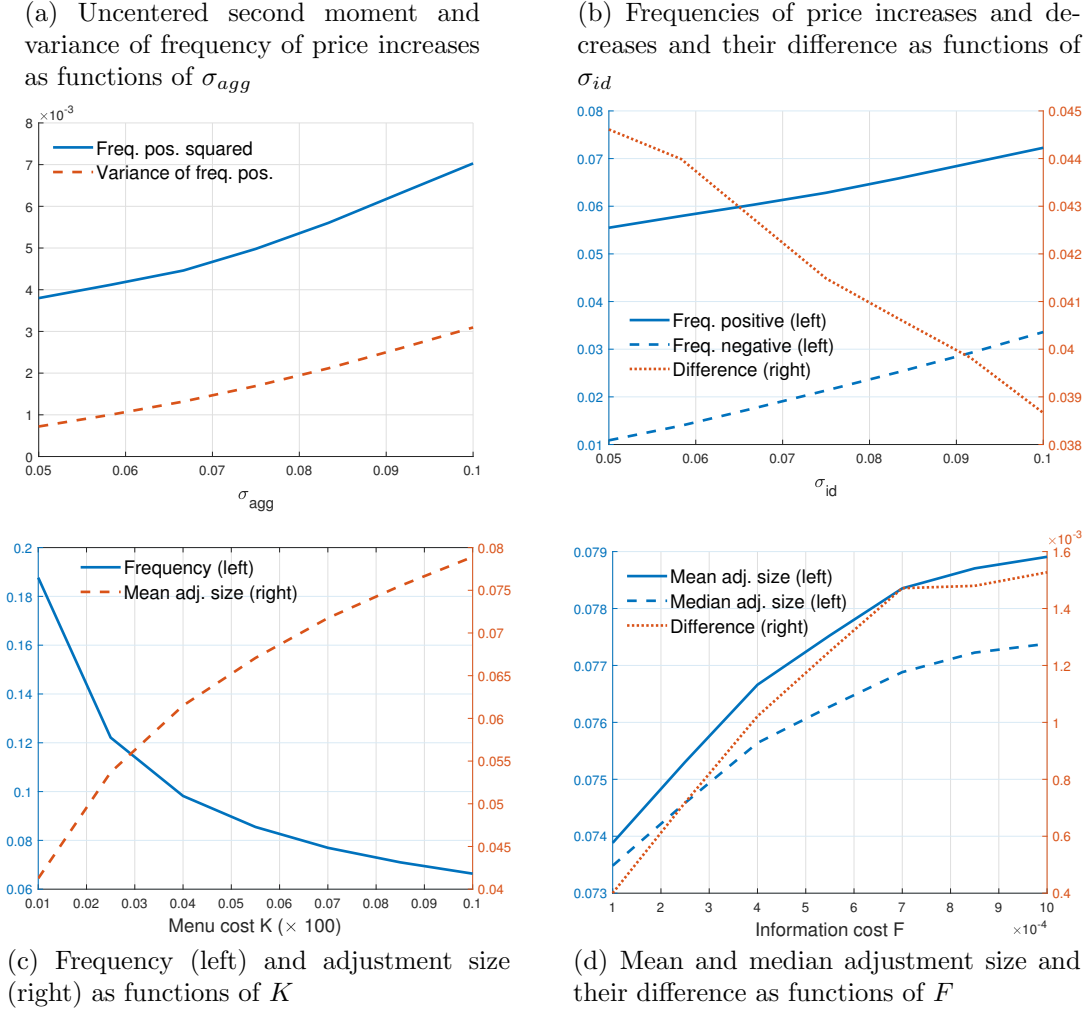 (a) Uncentered second moment and
variance of frequency of price increases
as functions of σagg
×10-3
8
7
6
5
4
3
2
1
0
Freq. pos. squared
Variance of freq. pos.
0.05 0.06 0.07 0.08 0.09 0.1
σagg
(b) Frequencies of price increases and de-
creases and their difference as functions of
σid
0.08
0.07
0.06
0.05
0.04
0.03
0.02
0.01
0.045
0.044
0.043
0.042
0.041
0.04
0.039
0.038
Freq. positive (left)
Freq. negative (left)
Difference (right)
0.05 0.06 0.07 0.08 0.09 0.1
σid
0.2
0.18
0.16
0.14
0.12
0.1
0.08
0.06
0.08
0.075
0.07
0.065
0.06
0.055
0.05
0.045
0.04
Frequency (left)
Mean adj. size (right)
0.01 0.02 0.03 0.04 0.05 0.06 0.07 0.08 0.09 0.1
Menu cost K (× 100)
(c) Frequency (left) and adjustment size
(right) as functions of K
0.079
0.078
0.077
0.076
0.075
0.074
0.073
×10-3
1.6
1.4
1.2
1
0.8
0.6
0.4
Mean adj. size (left)
Median adj. size (left)
Difference (right)
1 2 3 4 5 6 7 8 9 10
Information cost F
×10-4
(d) Mean and median adjustment size and
their difference as functions of F